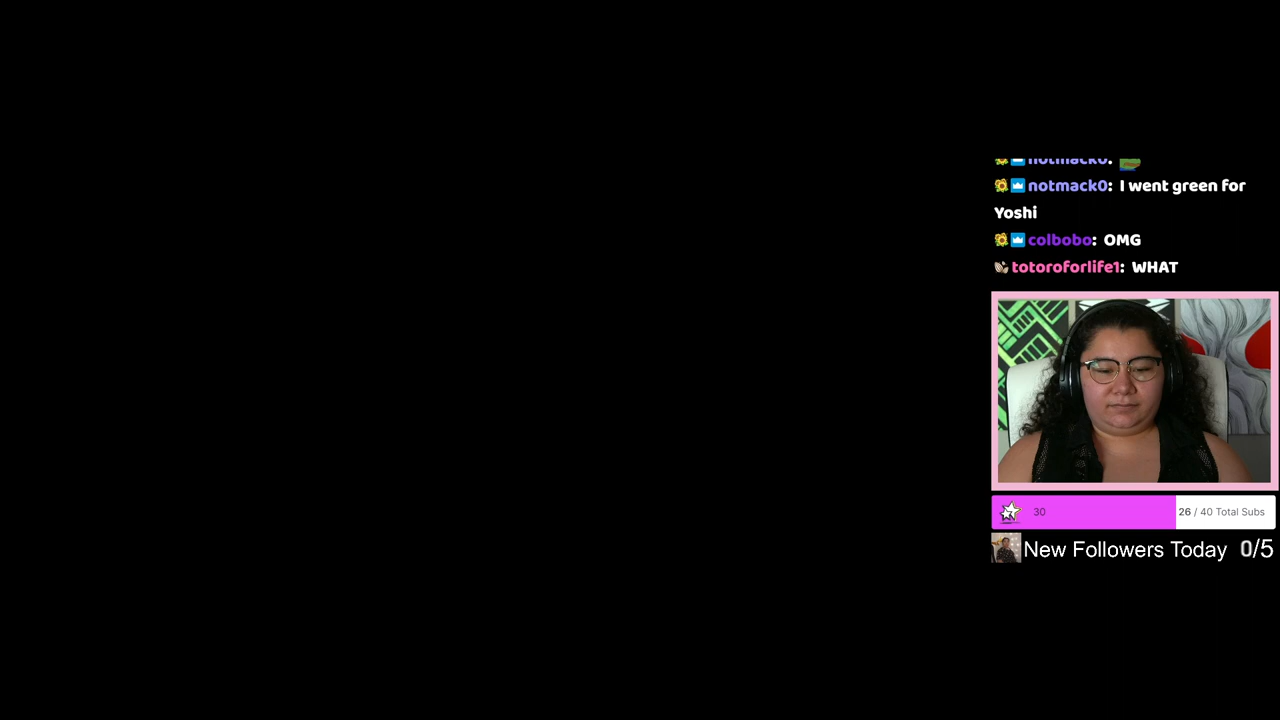 notmack0:
notmack0: I went green for
Yoshi
colbobo: OMG
totoroforlife1: WHAT
30 26 / 40 Total Subs
New Followers Today 0/5